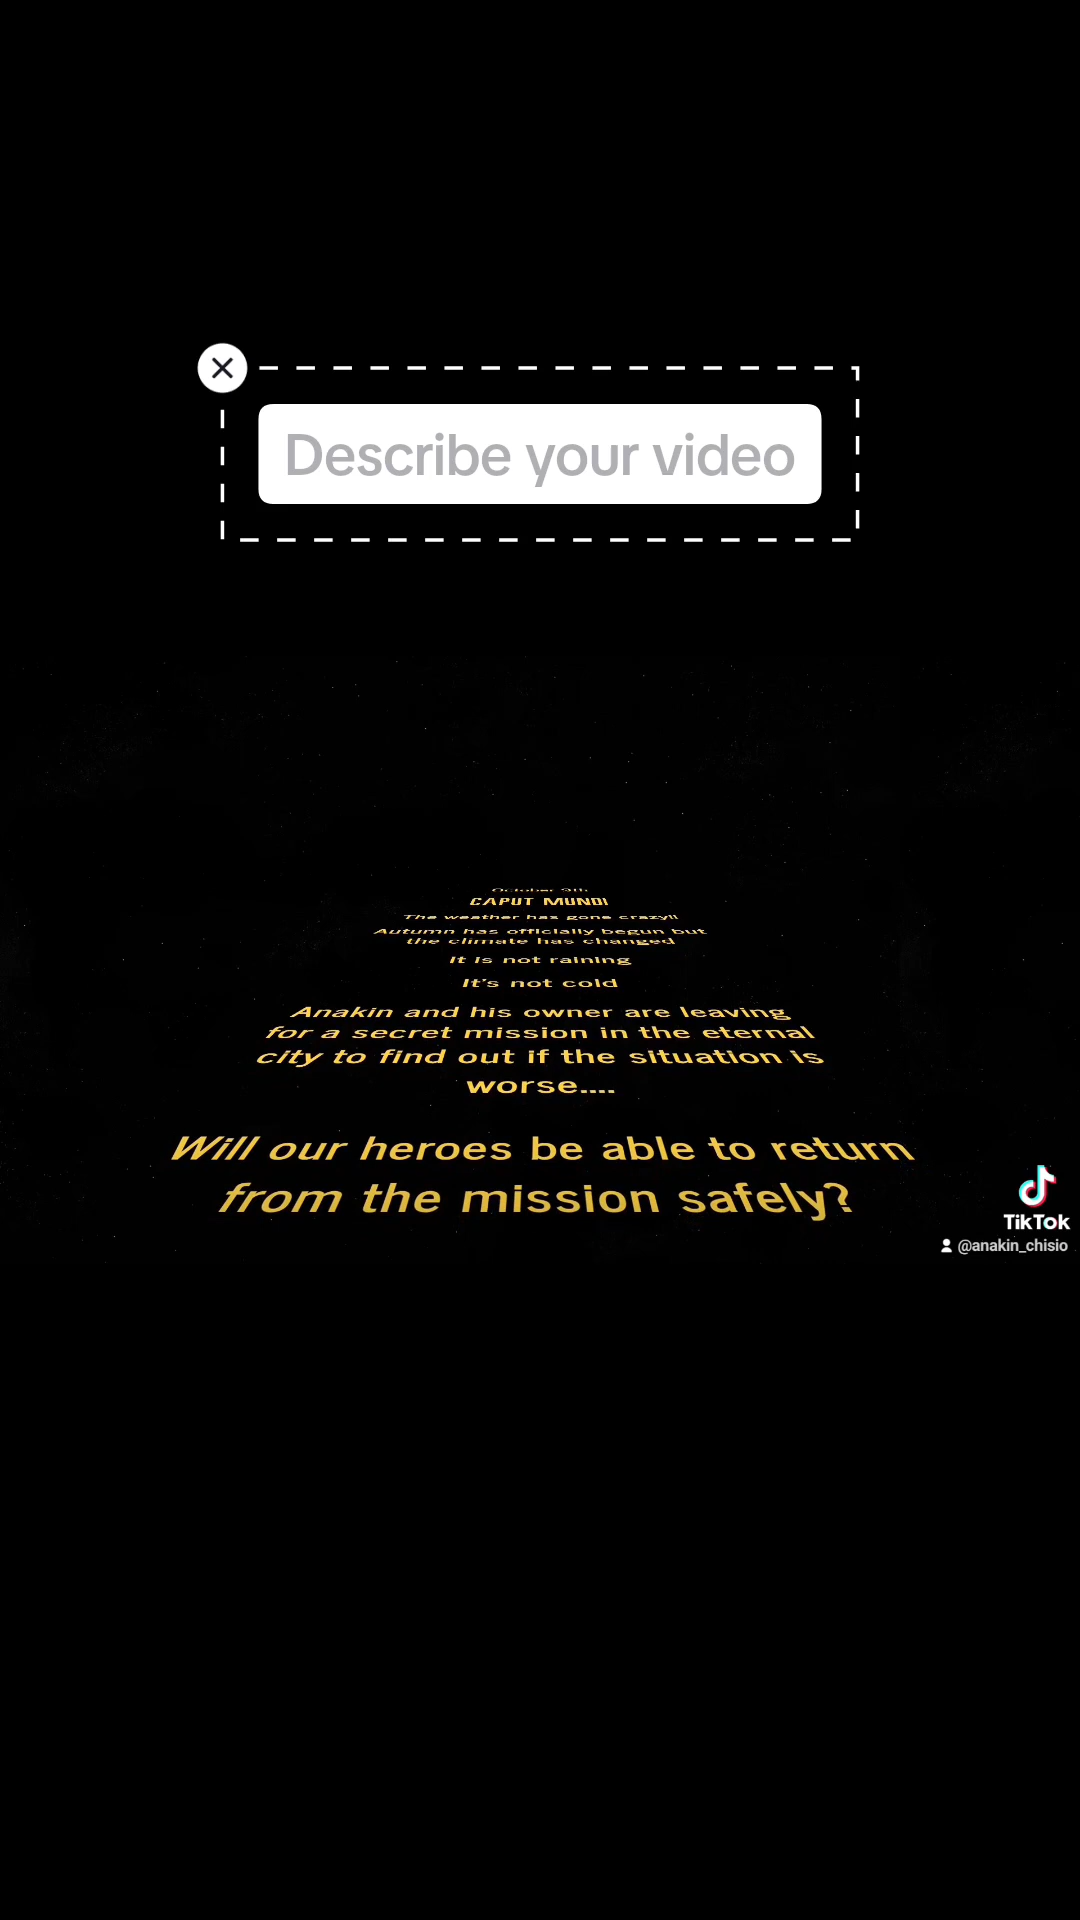 Describe your video
October 9th
CAPUT MUNDI
The weather has gone crazy!!
Autumn has officially begun but
the climate has changed
It is not raining
It's not cold
Anakin and his owner are leaving
for a secret mission in the eternal
city to find out if the situation is
worse....
Will our heroes be able to return
from the mission safely?
TikTok
@anakin_chisio